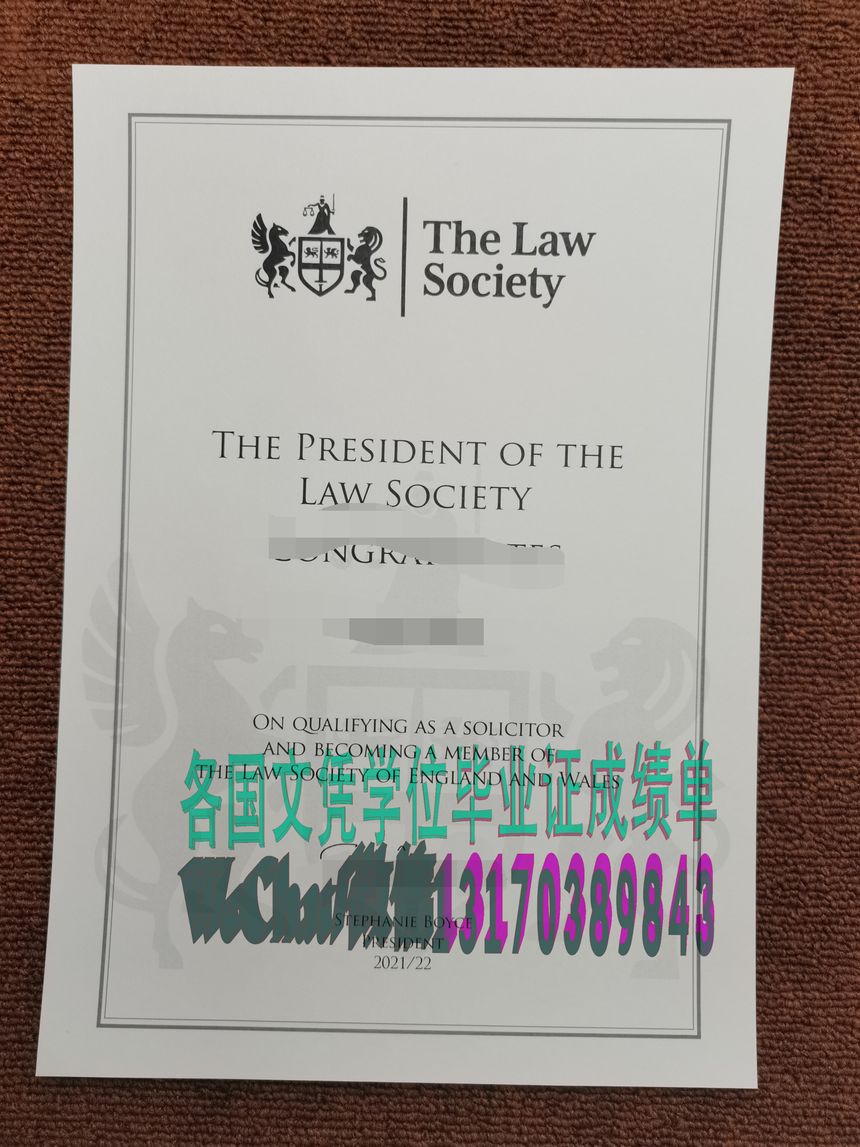 The Law
Society
THE PRESIDENT OF THE
LAW SOCIETY
ON QUALIFYING AS A SOLICITOR
AND BECOMING A MEMBER OF
THE LAW SOCIETY OF ENGLAND AND WALES
各国文凭学位毕业证成绩单
WeChat 13170389843
STEPHANIE BOYCE
PRESIDENT
2021/22